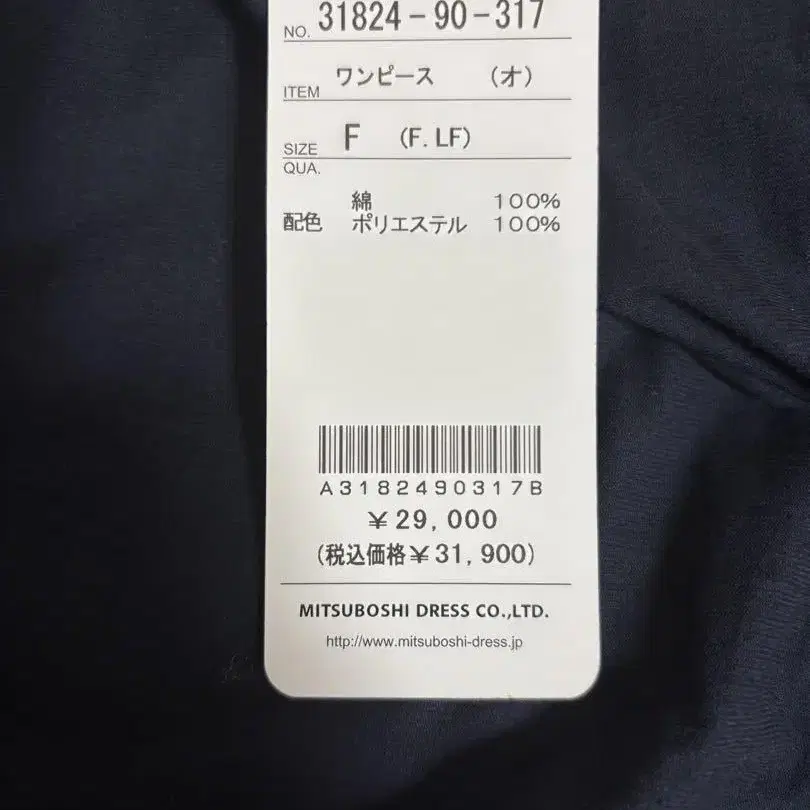 NO. 31824-90-317
ITEM ワンピース (オ)
SIZE F (F.LF)
QUA.
綿 100%
配色 ポリエステル 100%
A3182490317B
¥29,000
(税込価格¥31,900)
MITSUBOSHI DRESS CO.,LTD.
http://www.mitsuboshi-dress.jp